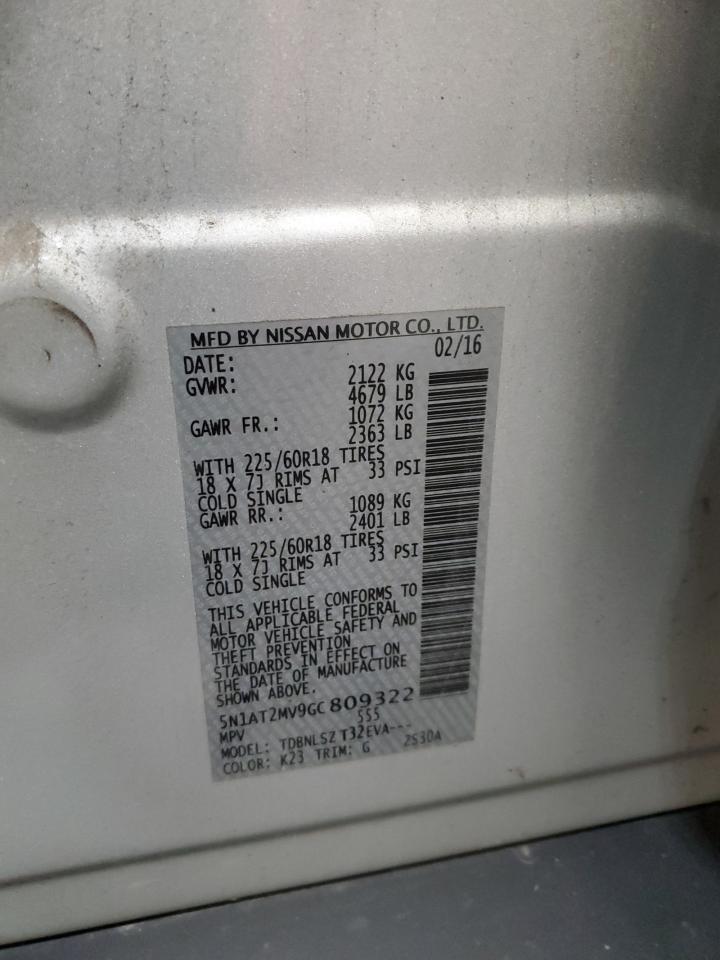 MFD BY NISSAN MOTOR CO., LTD.
DATE: 02/16
GVWR: 2122 KG
4679 LB
GAWR FR.: 1072 KG
2363 LB
WITH 225/60R18 TIRES
18 X 7J RIMS AT 33 PSI
COLD SINGLE
GAWR RR.: 1089 KG
2401 LB
WITH 225/60R18 TIRES
18 X 7J RIMS AT 33 PSI
COLD SINGLE
THIS VEHICLE CONFORMS TO
ALL APPLICABLE FEDERAL
MOTOR VEHICLE SAFETY AND
THEFT PREVENTION
STANDARDS IN EFFECT ON
THE DATE OF MANUFACTURE
SHOWN ABOVE.
5N1AT2MV9GC809322
MPV 555
MODEL: TDBNLSZ T32EVA---
COLOR: K23 TRIM: G 2S30A